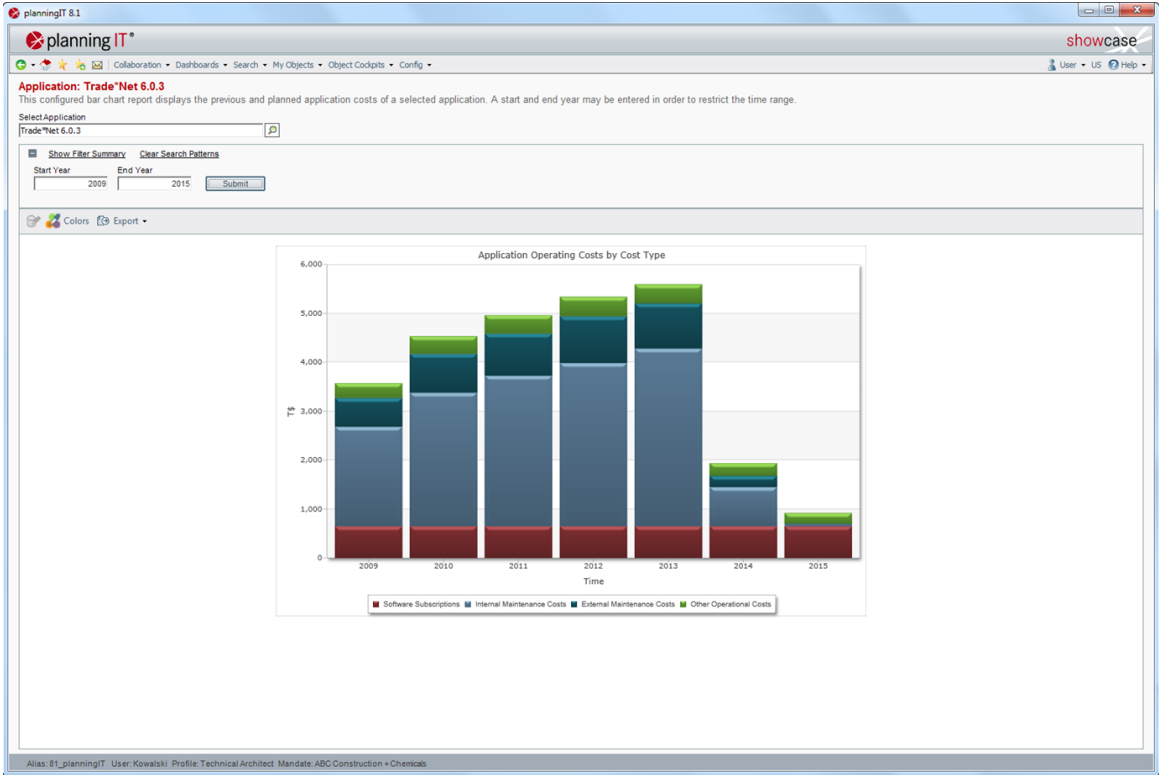 planningIT 8.1
planning IT®
showcase
Collaboration Dashboards Search My Objects Object Cockpits Config User US Help
Application: Trade*Net 6.0.3
This configured bar chart report displays the previous and planned application costs of a selected application. A start and end year may be entered in order to restrict the time range.
Select Application
Trade*Net 6.0.3
Show Filter Summary Clear Search Patterns
Start Year End Year
2009 2015 Submit
Colors Export
Application Operating Costs by Cost Type
6,000
5,000
4,000
T$ 3,000
2,000
1,000
0
2009 2010 2011 2012 2013 2014 2015
Time
Software Subscriptions Internal Maintenance Costs External Maintenance Costs Other Operational Costs
Alias: 81_planningIT User: Kowalski Profile: Technical Architect Mandate: ABC Construction + Chemicals